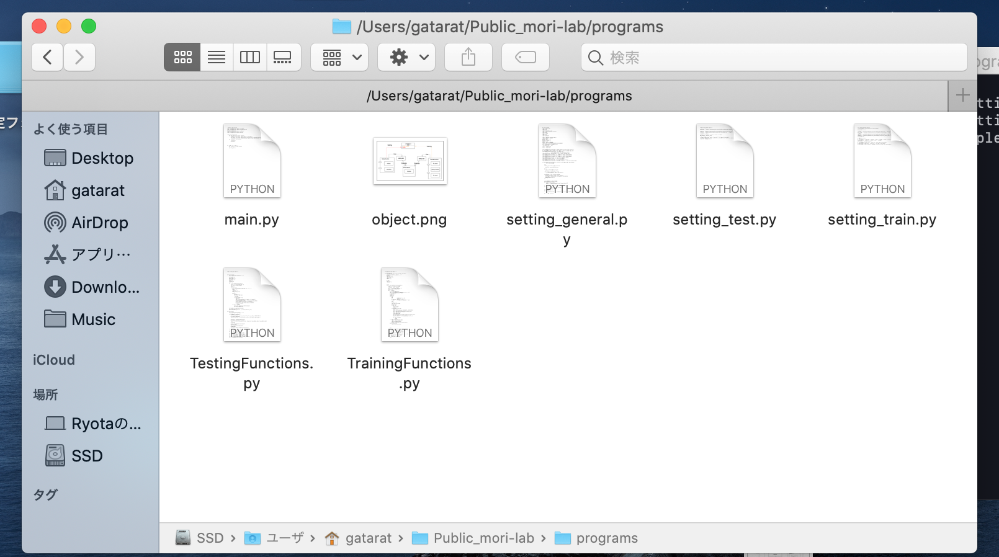 /Users/gatarat/Public_mori-lab/programs
検索
/Users/gatarat/Public_mori-lab/programs
よく使う項目
Desktop
gatarat
AirDrop
アプリ…
Downlo...
Music
iCloud
場所
Ryotaの...
SSD
タグ
PYTHON
main.py
object.png
PYTHON
setting_general.p
y
PYTHON
setting_test.py
PYTHON
setting_train.py
PYTHON
TestingFunctions.
py
PYTHON
TrainingFunctions
.py
SSD
ユーザ
gatarat
Public_mori-lab
programs